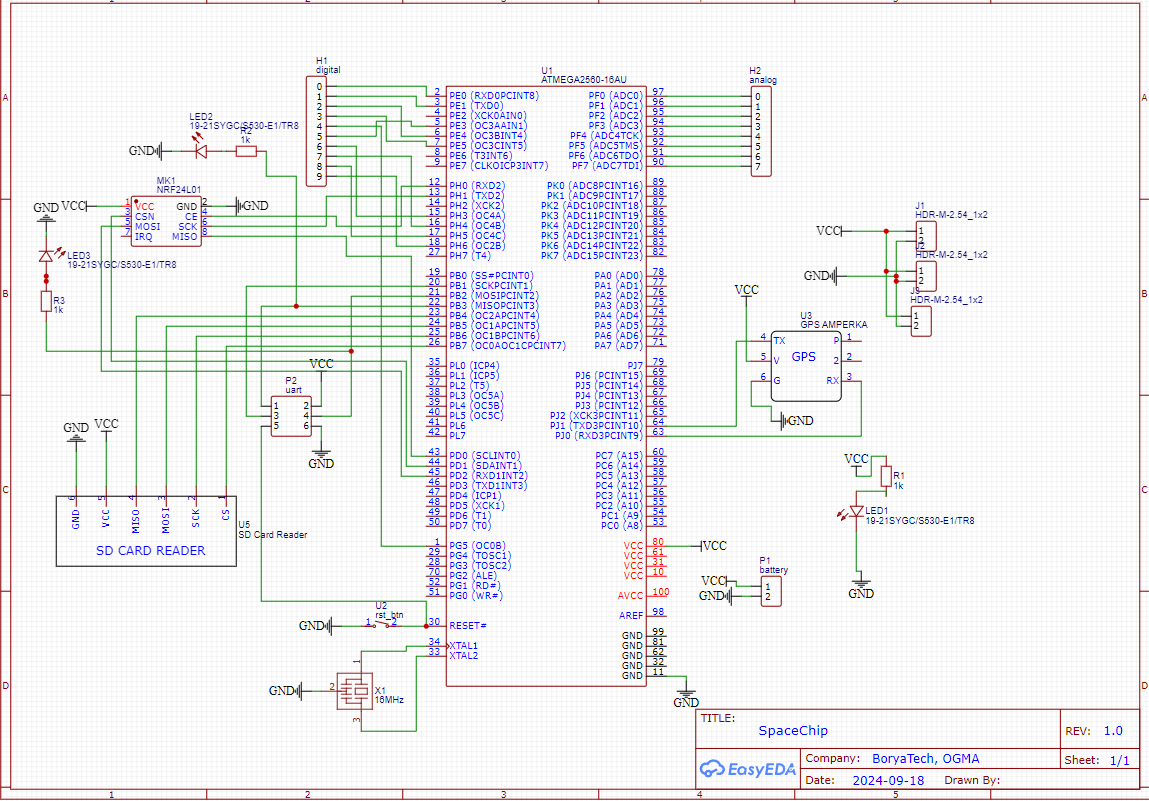 1
2
3
4
5
A
A
H1
digital
0
1
2
3
4
5
6
7
8
9
U1
ATMEGA2560-16AU
H2
analog
0
1
2
3
4
5
6
7
2 PE0 (RXD0PCINT8)
3 PE1 (TXD0)
4 PE2 (XCK0AIN0)
5 PE3 (OC3AAIN1)
6 PE4 (OC3BINT4)
7 PE5 (OC3CINT5)
8 PE6 (T3INT6)
9 PE7 (CLKOICP3INT7)
PF0 (ADC0) 97
PF1 (ADC1) 96
PF2 (ADC2) 95
PF3 (ADC3) 94
PF4 (ADC4TCK) 93
PF5 (ADC5TMS) 92
PF6 (ADC6TDO) 91
PF7 (ADC7TDI) 90
LED2
19-21SYGC/S530-E1/TR8
R2
1k
GND
MK1
NRF24L01
GND VCC
1 VCC GND 2
3 CSN CE 4
5 MOSI SCK 6
7 IRQ MISO 8
GND
12 PH0 (RXD2)
13 PH1 (TXD2)
14 PH2 (XCK2)
15 PH3 (OC4A)
16 PH4 (OC4B)
17 PH5 (OC4C)
18 PH6 (OC2B)
27 PH7 (T4)
PK0 (ADC8PCINT16) 89
PK1 (ADC9PCINT17) 88
PK2 (ADC10PCINT18) 87
PK3 (ADC11PCINT19) 86
PK4 (ADC12PCINT20) 85
PK5 (ADC13PCINT21) 84
PK6 (ADC14PCINT22) 83
PK7 (ADC15PCINT23) 82
J1
HDR-M-2.54_1x2
VCC
1
2
J2
HDR-M-2.54_1x2
GND
1
2
J3
HDR-M-2.54_1x2
1
2
LED3
19-21SYGC/S530-E1/TR8
R3
1k
B
B
19 PB0 (SS#PCINT0)
20 PB1 (SCKPCINT1)
21 PB2 (MOSIPCINT2)
22 PB3 (MISOPCINT3)
23 PB4 (OC2APCINT4)
24 PB5 (OC1APCINT5)
25 PB6 (OC1BPCINT6)
26 PB7 (OC0AOC1CPCINT7)
PA0 (AD0) 78
PA1 (AD1) 77
PA2 (AD2) 76
PA3 (AD3) 75
PA4 (AD4) 74
PA5 (AD5) 73
PA6 (AD6) 72
PA7 (AD7) 71
VCC
U3
GPS AMPERKA
4 TX P 1
5 V GPS 2 2
6 G RX 3
GND
35 PL0 (ICP4)
36 PL1 (ICP5)
37 PL2 (T5)
38 PL3 (OC5A)
39 PL4 (OC5B)
40 PL5 (OC5C)
41 PL6
42 PL7
PJ7 79
PJ6 (PCINT15) 69
PJ5 (PCINT14) 68
PJ4 (PCINT13) 67
PJ3 (PCINT12) 66
PJ2 (XCK3PCINT11) 65
PJ1 (TXD3PCINT10) 64
PJ0 (RXD3PCINT9) 63
VCC
P2
uart
1 2
3 4
5 6
GND
GND VCC
43 PD0 (SCLINT0)
44 PD1 (SDAINT1)
45 PD2 (RXD1INT2)
46 PD3 (TXD1INT3)
47 PD4 (ICP1)
48 PD5 (XCK1)
49 PD6 (T1)
50 PD7 (T0)
PC7 (A15) 60
PC6 (A14) 59
PC5 (A13) 58
PC4 (A12) 57
PC3 (A11) 56
PC2 (A10) 55
PC1 (A9) 54
PC0 (A8) 53
VCC
R1
1k
LED1
19-21SYGC/S530-E1/TR8
GND
C
C
6 5 4 3 2 1
GND VCC MISO MOSI SCK CS
SD CARD READER
U5
SD Card Reader
1 PG5 (OC0B)
29 PG4 (TOSC1)
28 PG3 (TOSC2)
70 PG2 (ALE)
52 PG1 (RD#)
51 PG0 (WR#)
VCC 80
VCC 61
VCC 31
VCC 10
AVCC 100
AREF 98
VCC
P1
battery
VCC
GND
1
2
U2
rst_btn
GND
1 2
30 RESET#
34 XTAL1
33 XTAL2
GND 99
GND 81
GND 62
GND 32
GND 11
GND
GND
1
2
3
X1
16MHz
D
D
TITLE:
SpaceChip
REV: 1.0
EasyEDA
Company: BoryaTech, OGMA
Sheet: 1/1
Date: 2024-09-18 Drawn By:
1
2
3
4
5